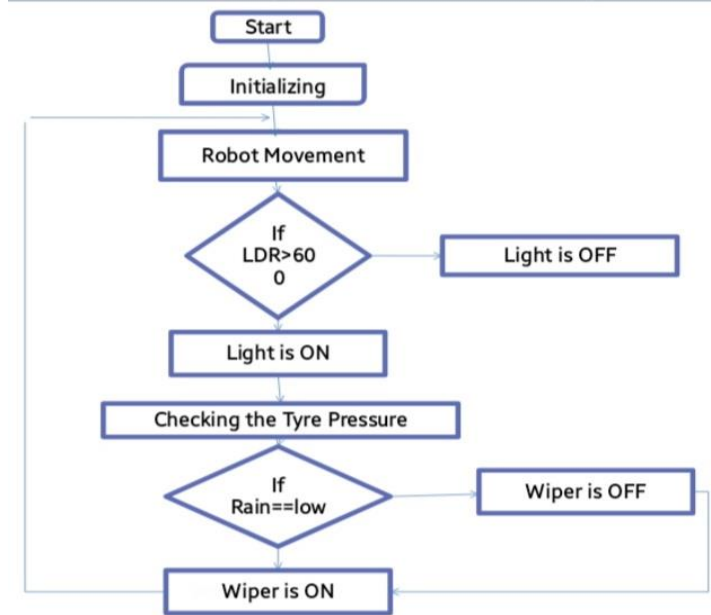 Start
Initializing
Robot Movement
If
LDR>60
0
Light is OFF
Light is ON
Checking the Tyre Pressure
If
Rain==low
Wiper is OFF
Wiper is ON